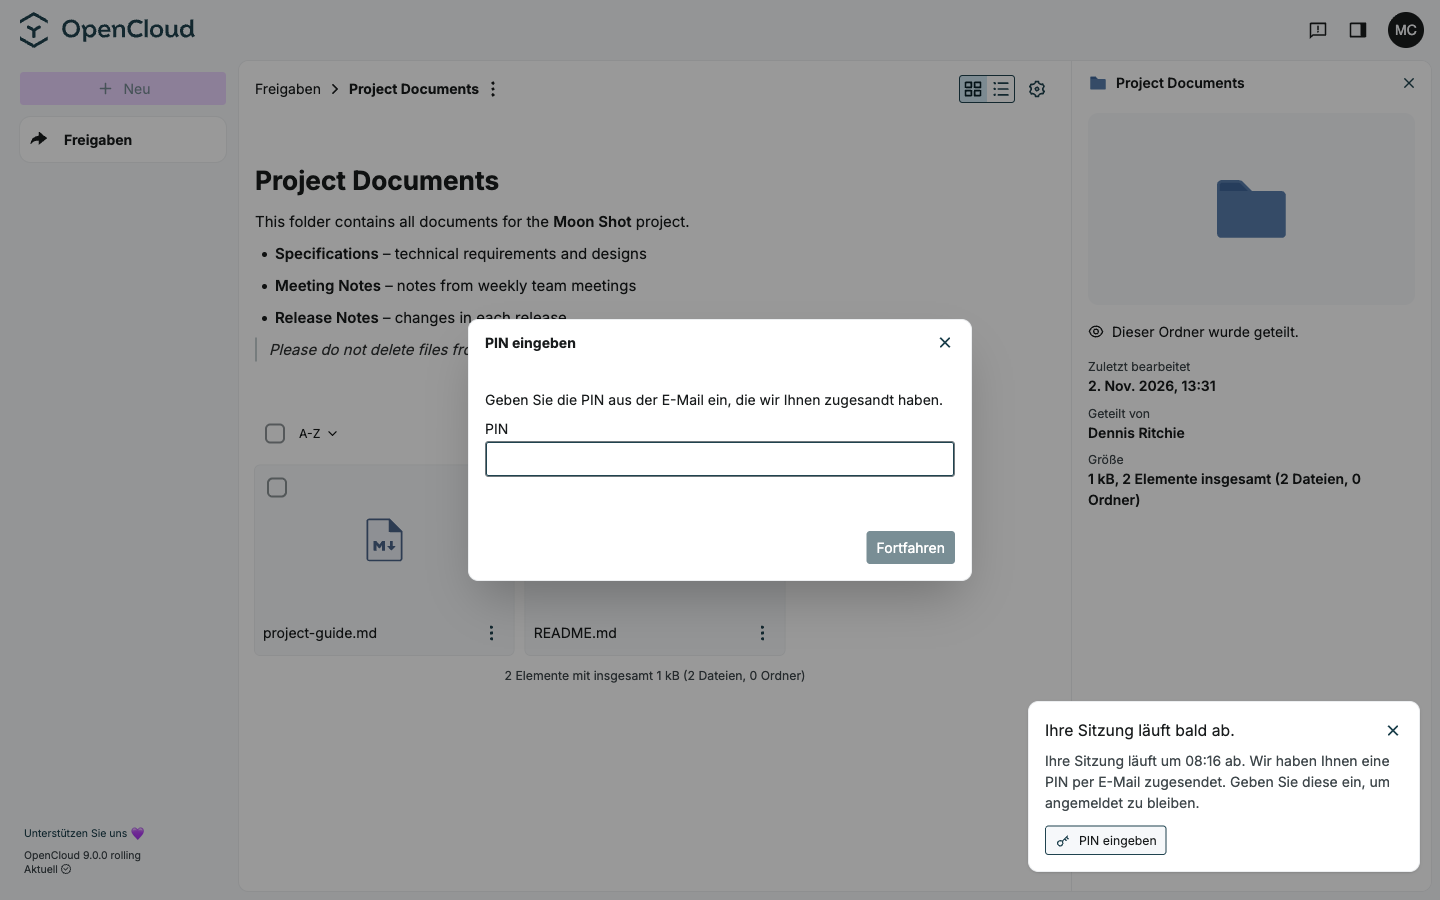 OpenCloud
MC
Neu
Freigaben
Freigaben
Project Documents
Project Documents
This folder contains all documents for the Moon Shot project.
• Specifications – technical requirements and designs
• Meeting Notes – notes from weekly team meetings
• Release Notes – changes in each release
Please do not delete files fro
A-Z
M
project-guide.md
README.md
2 Elemente mit insgesamt 1 kB (2 Dateien, 0 Ordner)
PIN eingeben
Geben Sie die PIN aus der E-Mail ein, die wir Ihnen zugesandt haben.
PIN
Fortfahren
Project Documents
Dieser Ordner wurde geteilt.
Zuletzt bearbeitet
2. Nov. 2026, 13:31
Geteilt von
Dennis Ritchie
Größe
1 kB, 2 Elemente insgesamt (2 Dateien, 0
Ordner)
Ihre Sitzung läuft bald ab.
Ihre Sitzung läuft um 08:16 ab. Wir haben Ihnen eine
PIN per E-Mail zugesendet. Geben Sie diese ein, um
angemeldet zu bleiben.
PIN eingeben
Unterstützen Sie uns 💜
OpenCloud 9.0.0 rolling
Aktuell